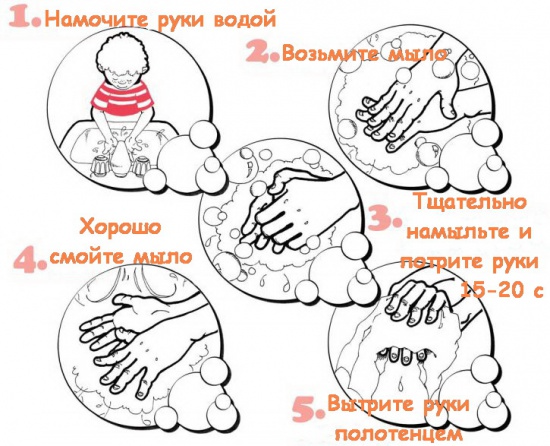 1. Намочите руки водой
2. Возьмите мыло
3. Тщательно
намыльте и
потрите руки
15-20 с
4. Хорошо
смойте мыло
5. Вытрите руки
полотенцем